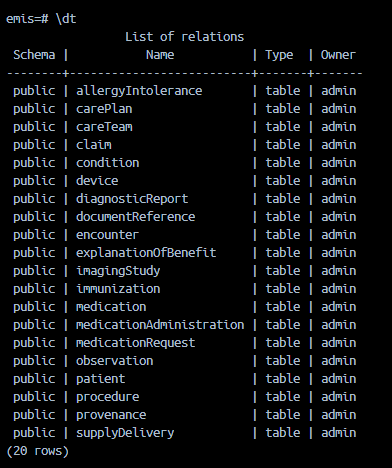 emis=# \dt
                 List of relations
 Schema |           Name           | Type  | Owner
--------+--------------------------+-------+-------
 public | allergyIntolerance       | table | admin
 public | carePlan                 | table | admin
 public | careTeam                 | table | admin
 public | claim                    | table | admin
 public | condition                | table | admin
 public | device                   | table | admin
 public | diagnosticReport         | table | admin
 public | documentReference        | table | admin
 public | encounter                | table | admin
 public | explanationOfBenefit     | table | admin
 public | imagingStudy             | table | admin
 public | immunization             | table | admin
 public | medication               | table | admin
 public | medicationAdministration | table | admin
 public | medicationRequest        | table | admin
 public | observation              | table | admin
 public | patient                  | table | admin
 public | procedure                | table | admin
 public | provenance               | table | admin
 public | supplyDelivery           | table | admin
(20 rows)